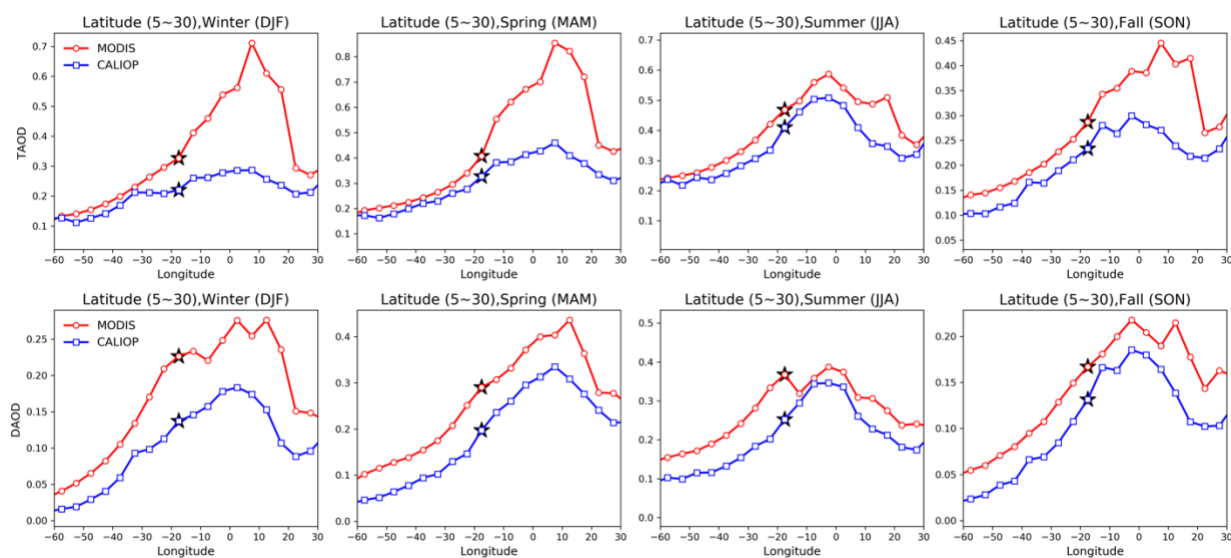 Latitude (5~30),Winter (DJF)
Latitude (5~30),Spring (MAM)
Latitude (5~30),Summer (JJA)
Latitude (5~30),Fall (SON)
TAOD
0.7
0.6
0.5
0.4
0.3
0.2
0.1
MODIS
CALIOP
−60 −50 −40 −30 −20 −10 0 10 20 30
Longitude
0.8
0.7
0.6
0.5
0.4
0.3
0.2
0.1
−60 −50 −40 −30 −20 −10 0 10 20 30
Longitude
0.7
0.6
0.5
0.4
0.3
0.2
0.1
−60 −50 −40 −30 −20 −10 0 10 20 30
Longitude
0.45
0.40
0.35
0.30
0.25
0.20
0.15
0.10
0.05
−60 −50 −40 −30 −20 −10 0 10 20 30
Longitude
Latitude (5~30),Winter (DJF)
Latitude (5~30),Spring (MAM)
Latitude (5~30),Summer (JJA)
Latitude (5~30),Fall (SON)
DAOD
0.25
0.20
0.15
0.10
0.05
0.00
MODIS
CALIOP
−60 −50 −40 −30 −20 −10 0 10 20 30
Longitude
0.4
0.3
0.2
0.1
0.0
−60 −50 −40 −30 −20 −10 0 10 20 30
Longitude
0.5
0.4
0.3
0.2
0.1
0.0
−60 −50 −40 −30 −20 −10 0 10 20 30
Longitude
0.20
0.15
0.10
0.05
0.00
−60 −50 −40 −30 −20 −10 0 10 20 30
Longitude